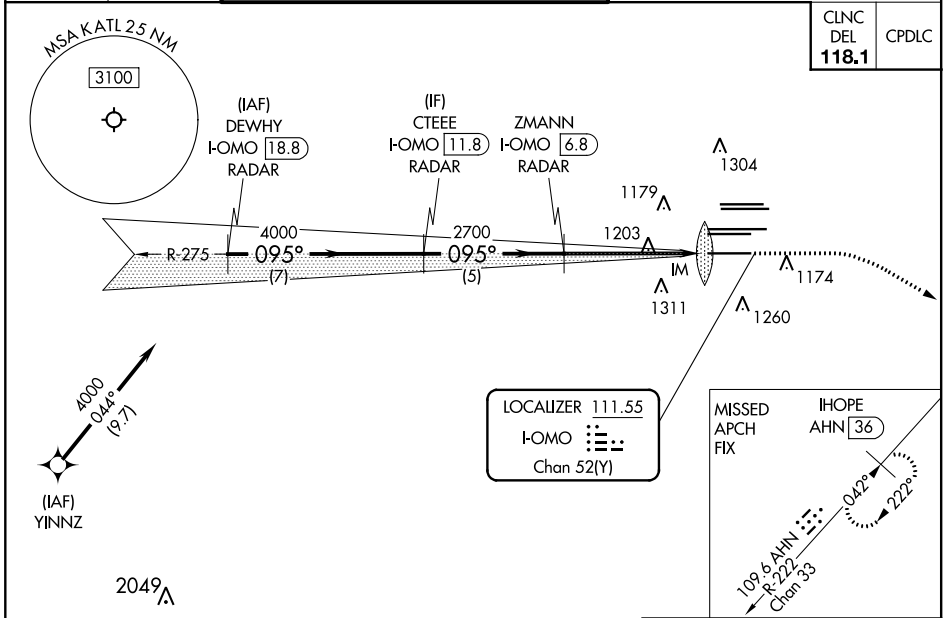 MSA KATL 25 NM
3100
CLNC
DEL
118.1
CPDLC
(IAF)
DEWHY
I-OMO 18.8
RADAR
(IF)
CTEEE
I-OMO 11.8
RADAR
ZMANN
I-OMO 6.8
RADAR
1304
1179
1203
4000
2700
R-275
095°
095°
(7)
(5)
IM
1174
1311
1260
4000
044°
(9.7)
(IAF)
YINNZ
LOCALIZER 111.55
I-OMO
Chan 52(Y)
MISSED
APCH
FIX
IHOPE
AHN 36
042°
222°
109.6 AHN
R-222
Chan 33
2049